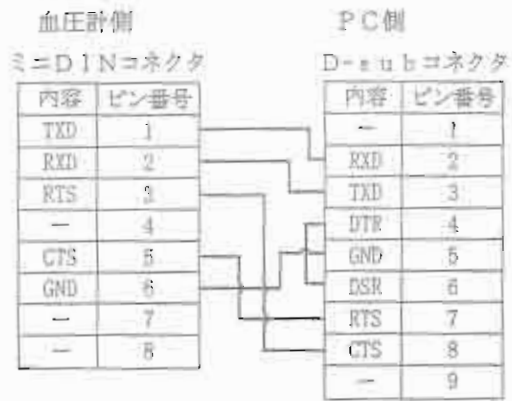 血圧計側
ミニDINコネクタ
内容 ピン番号
TXD 1
RXD 2
RTS 3
— 4
CTS 5
GND 6
— 7
— 8
PC側
D-subコネクタ
内容 ピン番号
— 1
RXD 2
TXD 3
DTR 4
GND 5
DSR 6
RTS 7
CTS 8
— 9